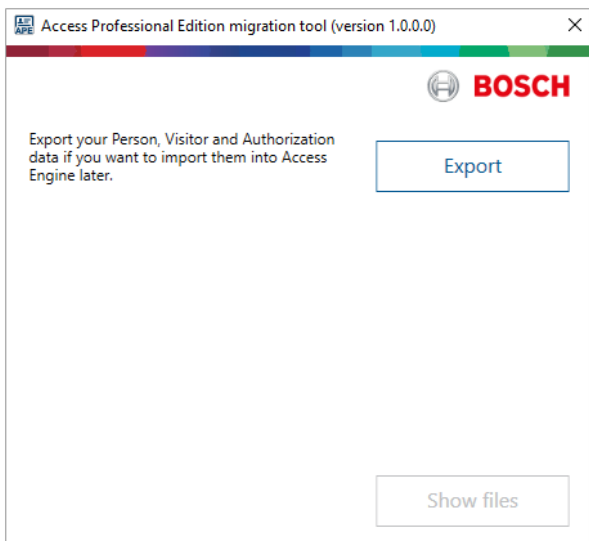 APE
Access Professional Edition migration tool (version 1.0.0.0)
BOSCH
Export your Person, Visitor and Authorization
data if you want to import them into Access
Engine later.
Export
Show files